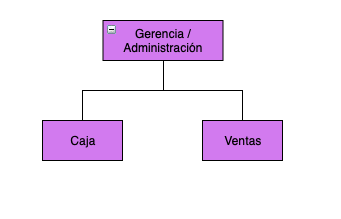 Gerencia /
Administración
Caja
Ventas